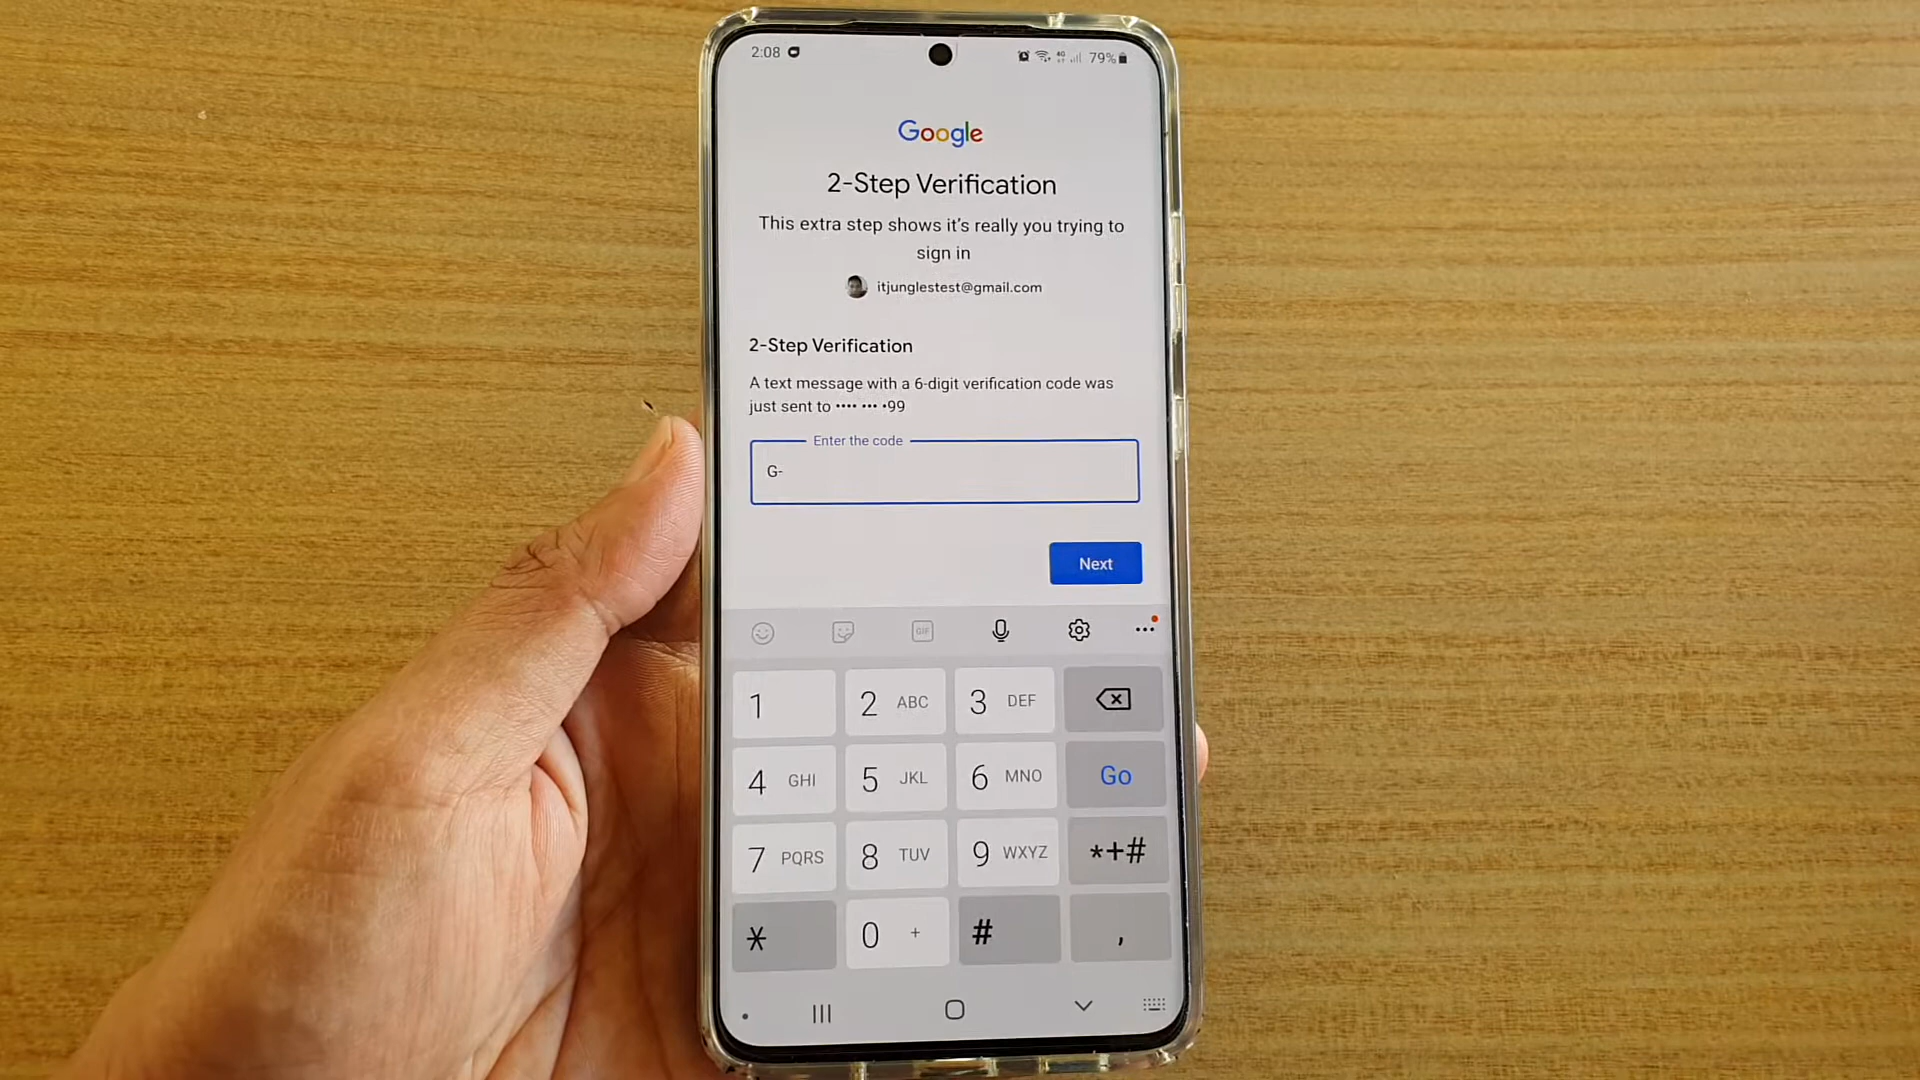 2:08
4G
79%
Google
2-Step Verification
This extra step shows it's really you trying to
sign in
itjunglestest@gmail.com
2-Step Verification
A text message with a 6-digit verification code was
just sent to •••• ••• •99
Enter the code
G-
Next
GIF
1
2 ABC
3 DEF
4 GHI
5 JKL
6 MNO
Go
7 PQRS
8 TUV
9 WXYZ
*+#
*
0 +
#
,